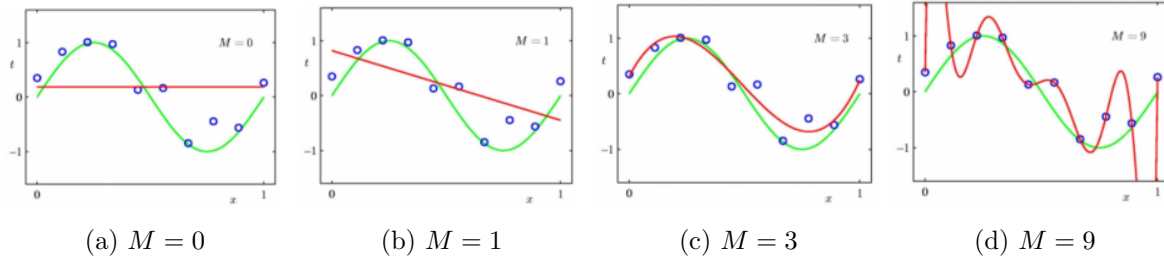 M = 0
1
t
0
−1
0
x
1
M = 1
1
t
0
−1
0
x
1
M = 3
1
t
0
−1
0
x
1
M = 9
1
t
0
−1
0
x
1
(a) M = 0
(b) M = 1
(c) M = 3
(d) M = 9